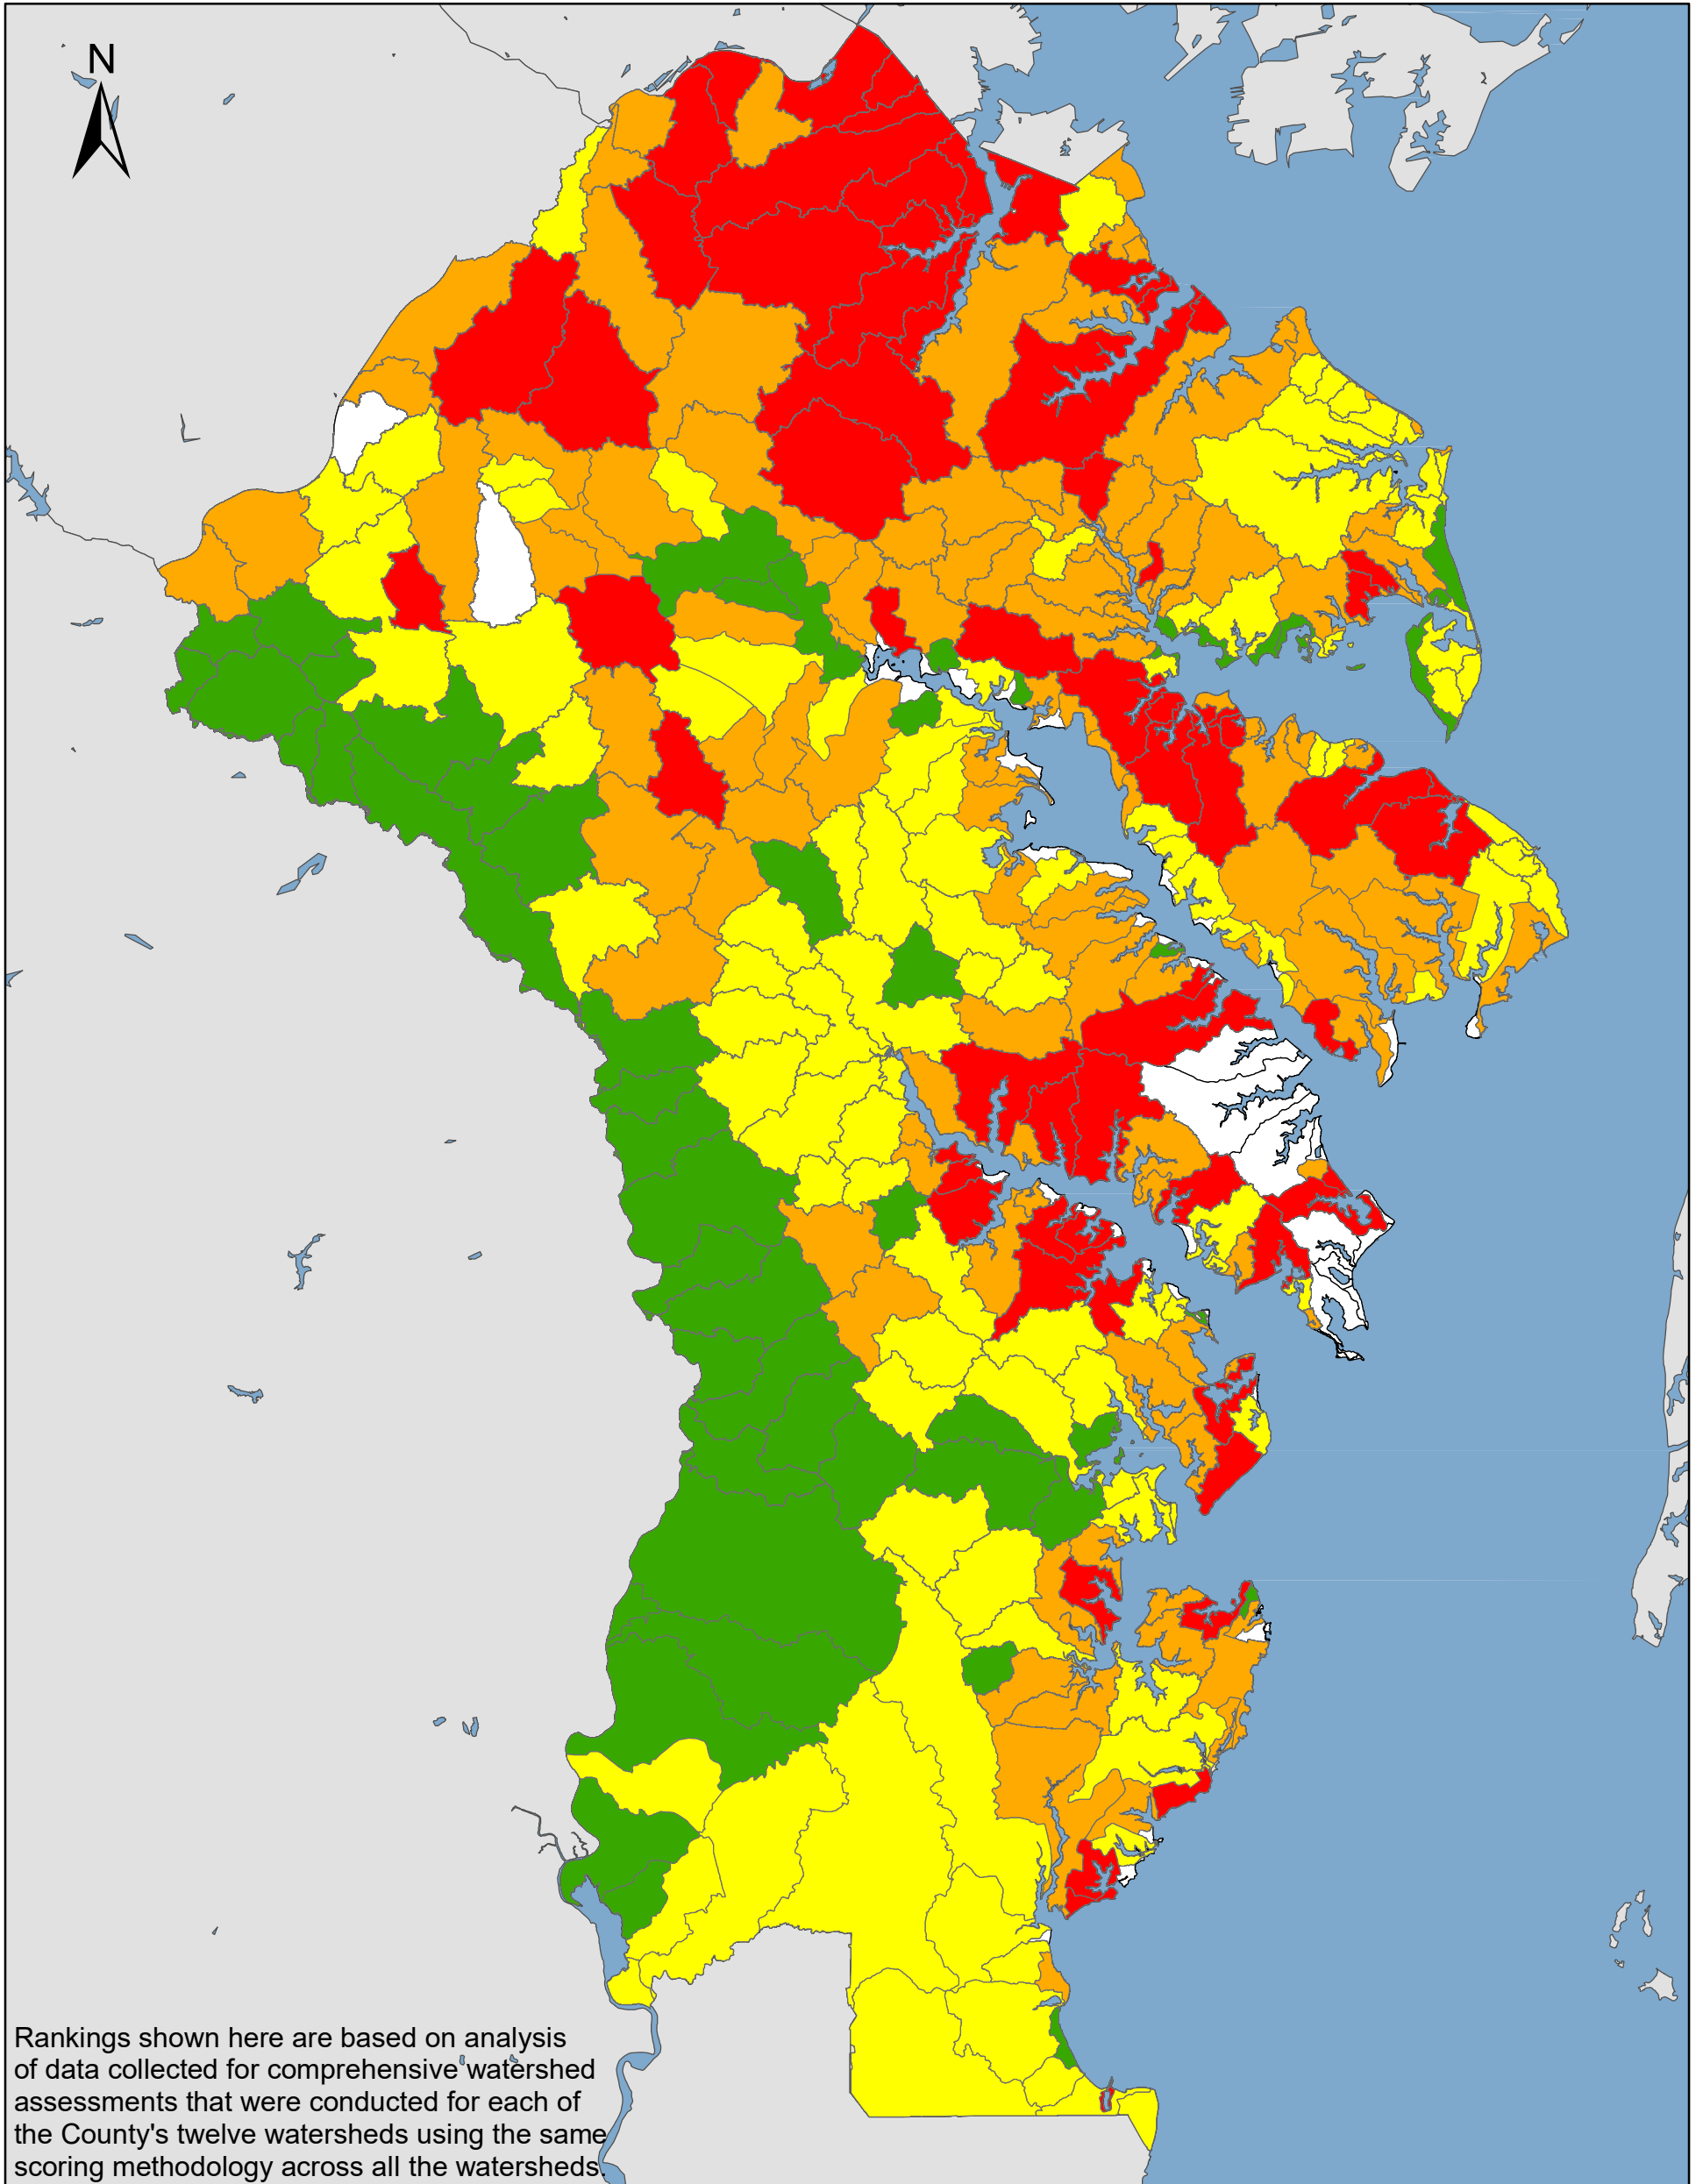 N
Rankings shown here are based on analysis
of data collected for comprehensive watershed
assessments that were conducted for each of
the County's twelve watersheds using the same
scoring methodology across all the watersheds.